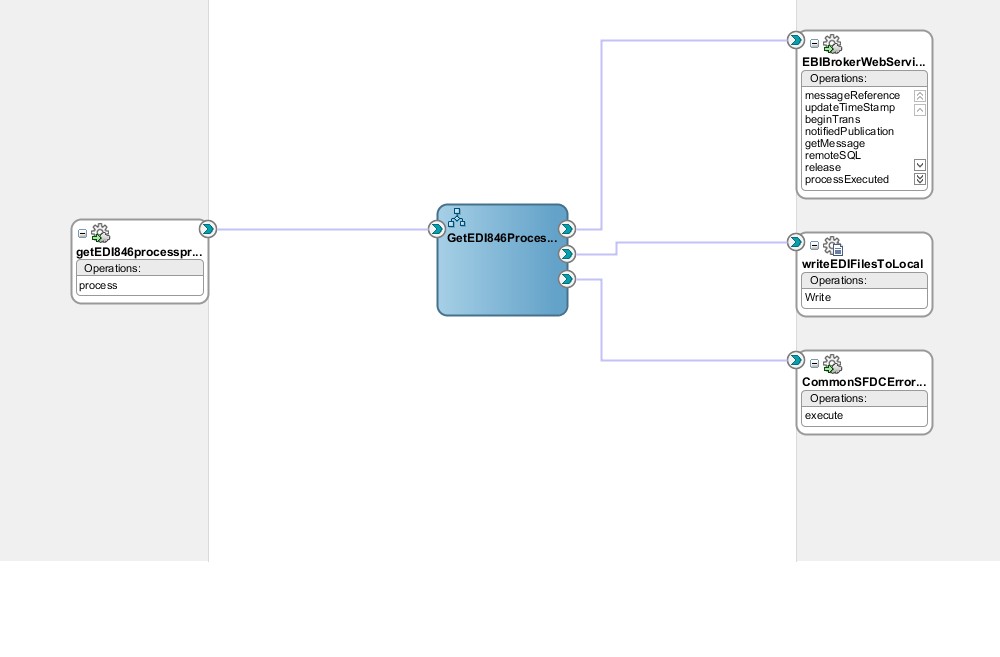 EBIBrokerWebServi...
Operations:
messageReference
updateTimeStamp
beginTrans
notifiedPublication
getMessage
remoteSQL
release
processExecuted
getEDI846processpr...
Operations:
process
GetEDI846Proces...
writeEDIFilesToLocal
Operations:
Write
CommonSFDCError...
Operations:
execute